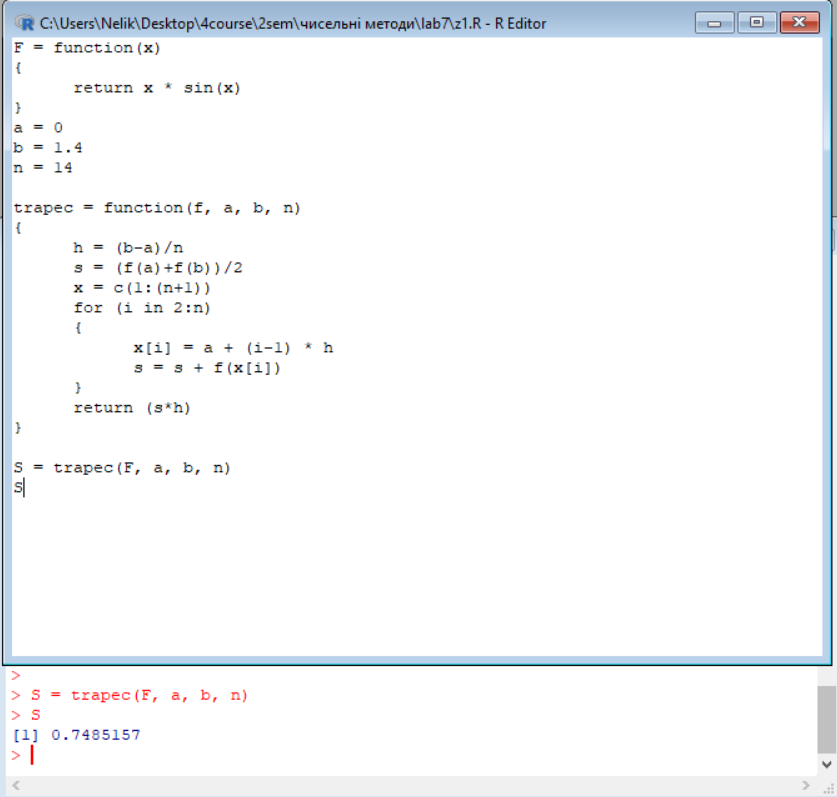 C:\Users\Nelik\Desktop\4course\2sem\чисельні методи\lab7\z1.R - R Editor
F = function(x)
{
      return x * sin(x)
}
a = 0
b = 1.4
n = 14

trapec = function(f, a, b, n)
{
      h = (b-a)/n
      s = (f(a)+f(b))/2
      x = c(1:(n+1))
      for (i in 2:n)
      {
            x[i] = a + (i-1) * h
            s = s + f(x[i])
      }
      return (s*h)
}

S = trapec(F, a, b, n)
S
>
> S = trapec(F, a, b, n)
> S
[1] 0.7485157
>